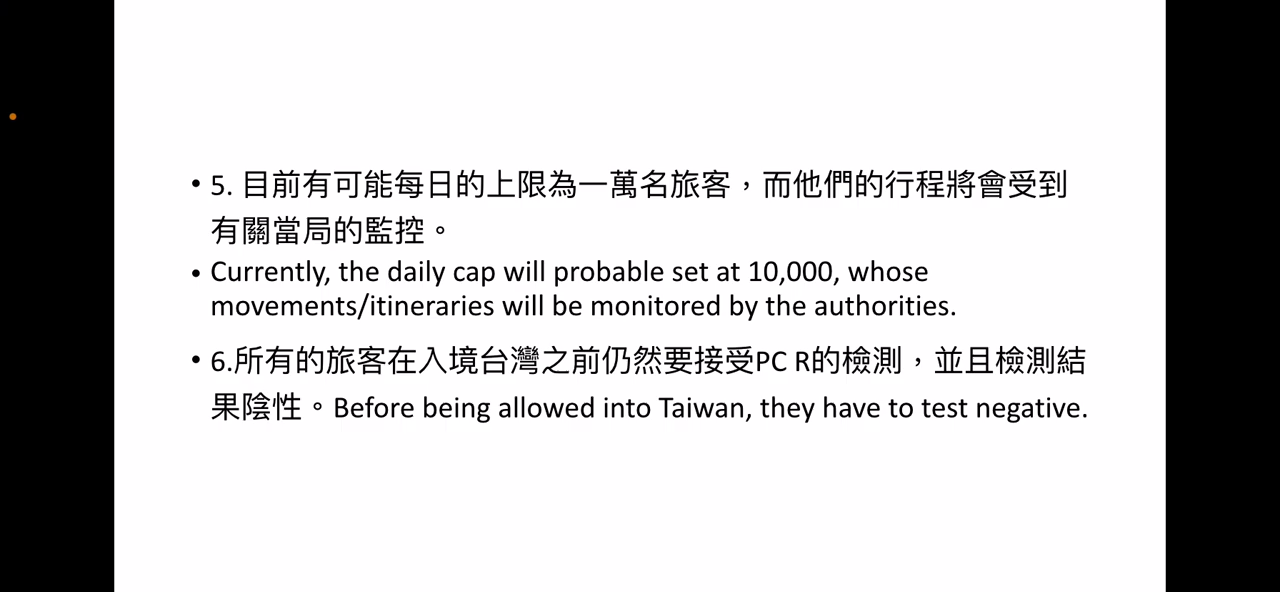 • 5. 目前有可能每日的上限為一萬名旅客，而他們的行程將會受到
有關當局的監控。
• Currently, the daily cap will probable set at 10,000, whose
movements/itineraries will be monitored by the authorities.
• 6.所有的旅客在入境台灣之前仍然要接受PC R的檢測，並且檢測結
果陰性。Before being allowed into Taiwan, they have to test negative.